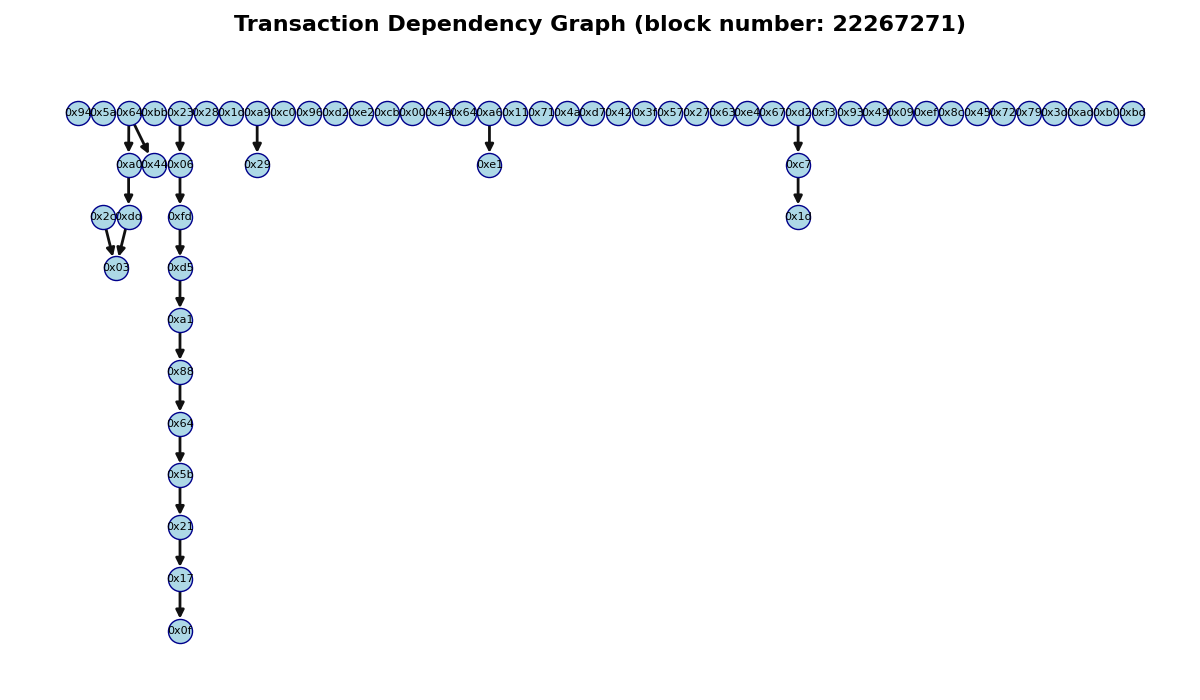 Transaction Dependency Graph (block number: 22267271)
0x94 0x5a 0x64 0xbb 0x23 0x28 0x1d 0xa9 0xc0 0x96 0xd2 0xe2 0xcb 0x00 0x4a 0x64 0xa6 0x11 0x71 0x4a 0xd7 0x42 0x3f 0x57 0x27 0x63 0xe4 0x67 0xd2 0xf3 0x93 0x49 0x09 0xef 0x8c 0x45 0x72 0x79 0x3d 0xad 0xb0 0xbd
0xa0 0x44 0x06 0x29 0xe1 0xc7
0xdd 0xfd 0x1d
0x03 0xd5
0xa1
0x88
0x64
0x5b
0x21
0x17
0x0f